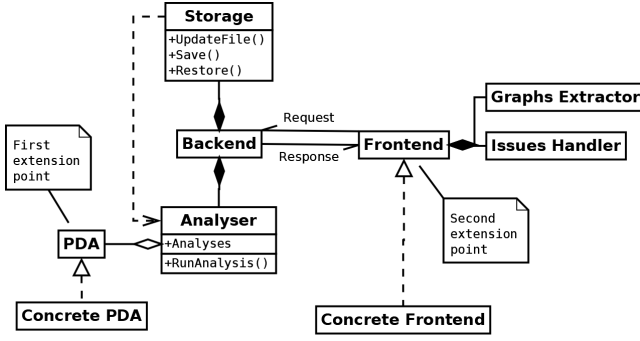 Storage
+UpdateFile()
+Save()
+Restore()
Graphs Extractor
Request
First
extension
point
Backend
Frontend
Issues Handler
Response
Analyser
+Analyses
+RunAnalysis()
Second
extension
point
PDA
Concrete PDA
Concrete Frontend